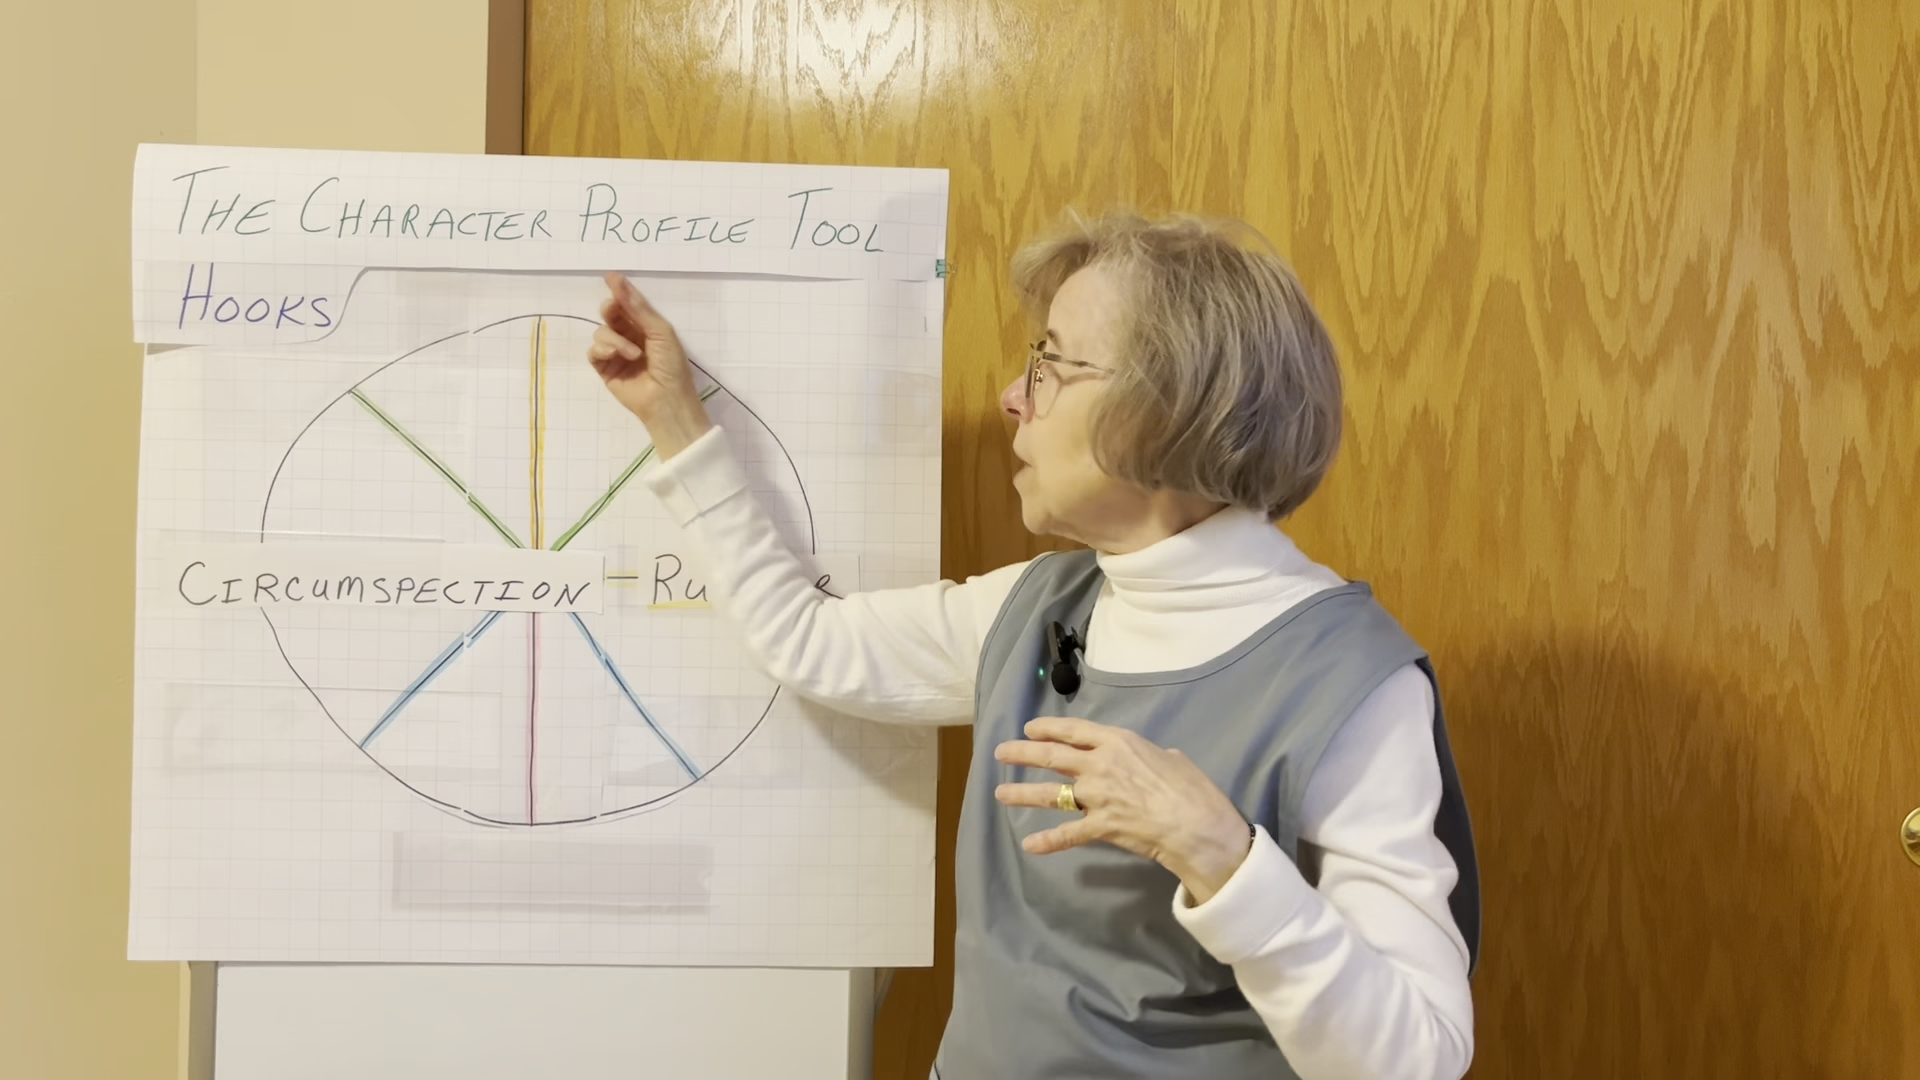 THE CHARACTER PROFILE TOOL
HOOKS
CIRCUMSPECTION –